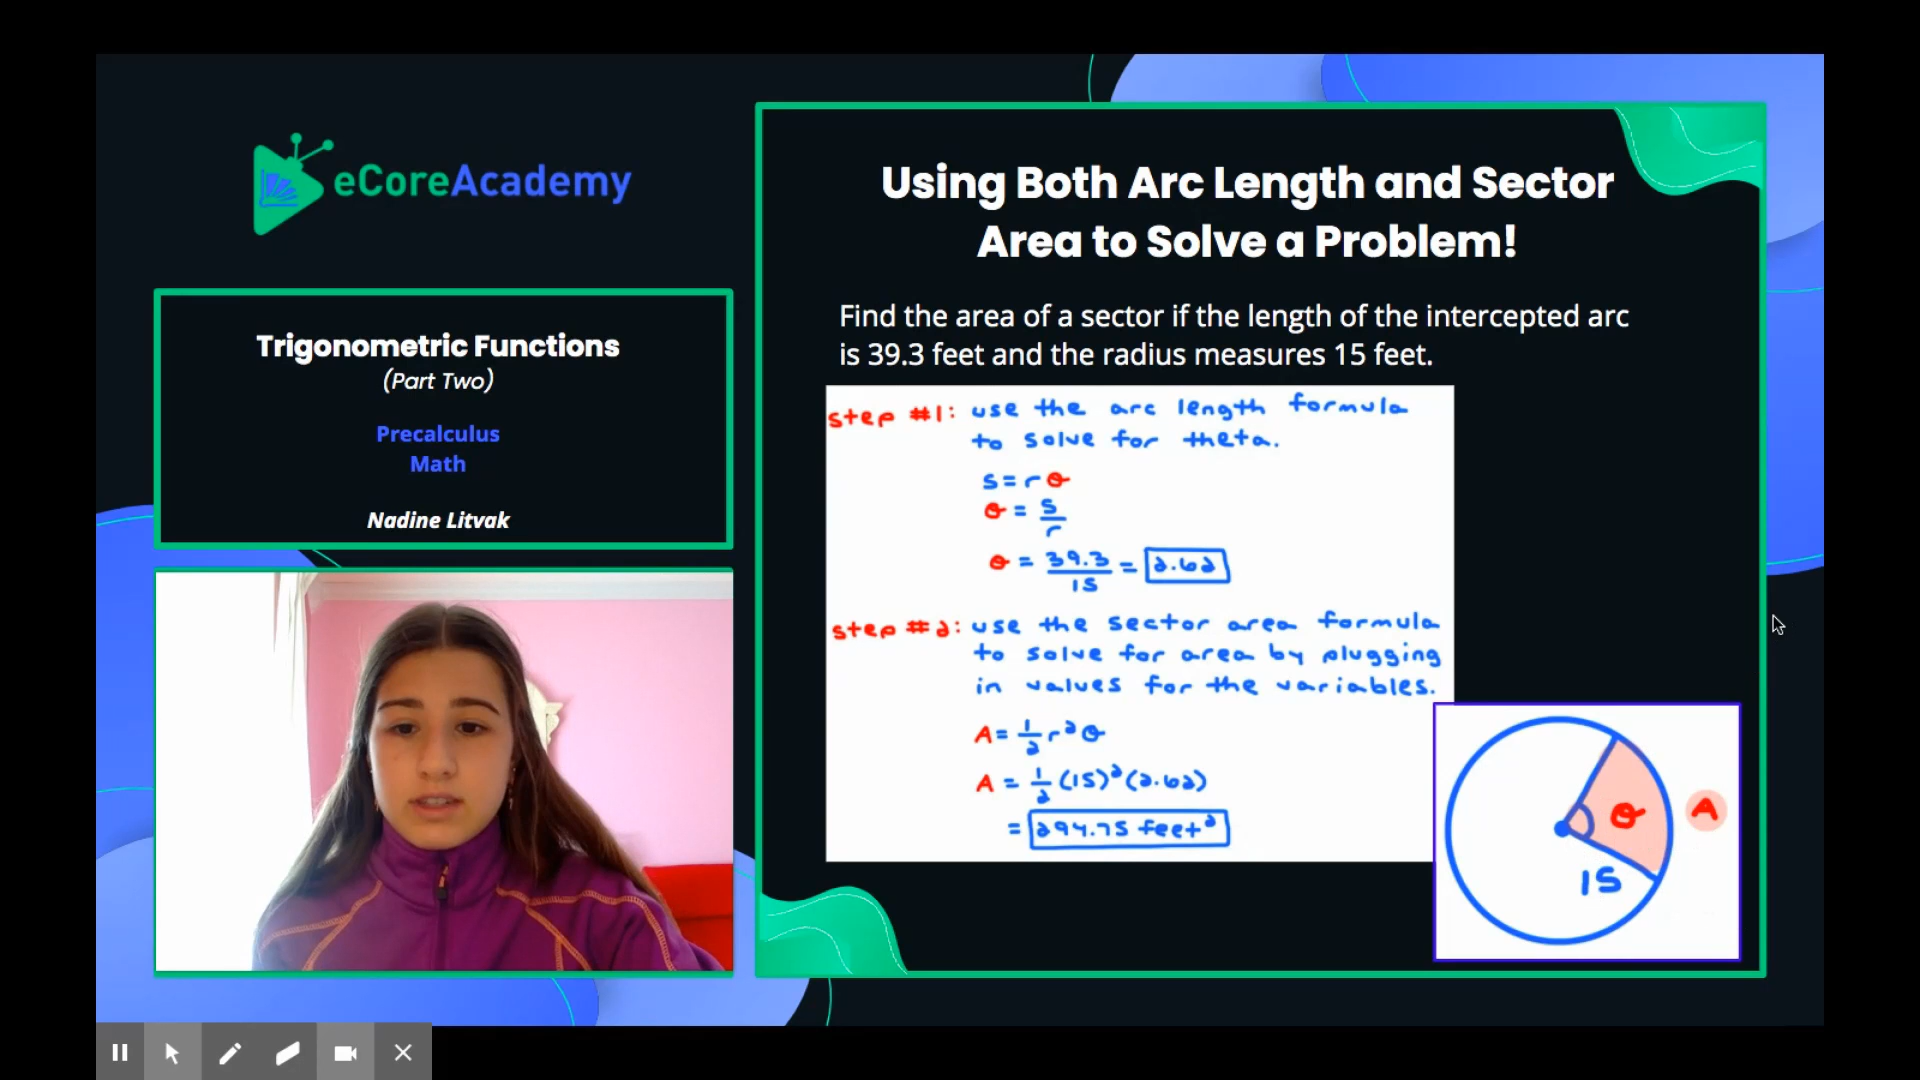 eCoreAcademy
Trigonometric Functions
(Part Two)
Precalculus
Math
Nadine Litvak
Using Both Arc Length and Sector
Area to Solve a Problem!
Find the area of a sector if the length of the intercepted arc
is 39.3 feet and the radius measures 15 feet.
step #1: use the arc length formula
to solve for theta.
s = r θ
θ = s/r
θ = 39.3/15 = 2.62
step #2: use the sector area formula
to solve for area by plugging
in values for the variables.
A = 1/2 r² θ
A = 1/2 (15)² (2.62)
= 294.75 feet²
θ
A
15